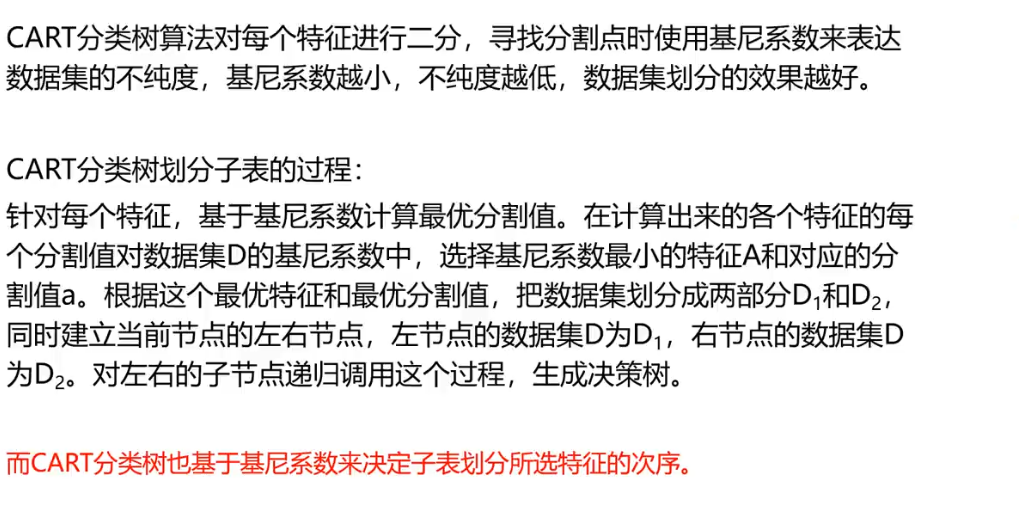 CART分类树算法对每个特征进行二分，寻找分割点时使用基尼系数来表达
数据集的不纯度，基尼系数越小，不纯度越低，数据集划分的效果越好。
CART分类树划分子表的过程：
针对每个特征，基于基尼系数计算最优分割值。在计算出来的各个特征的每
个分割值对数据集D的基尼系数中，选择基尼系数最小的特征A和对应的分
割值a。根据这个最优特征和最优分割值，把数据集划分成两部分D₁和D₂，
同时建立当前节点的左右节点，左节点的数据集D为D₁，右节点的数据集D
为D₂。对左右的子节点递归调用这个过程，生成决策树。
而CART分类树也基于基尼系数来决定子表划分所选特征的次序。